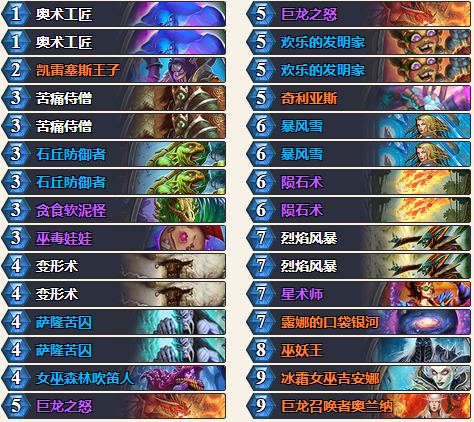 1 奥术工匠
1 奥术工匠
2 凯雷塞斯王子
3 苦痛侍僧
3 苦痛侍僧
3 石丘防御者
3 石丘防御者
3 贪食软泥怪
3 巫毒娃娃
4 变形术
4 变形术
4 萨隆苦囚
4 萨隆苦囚
4 女巫森林吹笛人
5 巨龙之怒
5 巨龙之怒
5 欢乐的发明家
5 欢乐的发明家
5 奇利亚斯
6 暴风雪
6 暴风雪
6 陨石术
6 陨石术
7 烈焰风暴
7 烈焰风暴
7 星术师
7 露娜的口袋银河
8 巫妖王
9 冰霜女巫吉安娜
9 巨龙召唤者奥兰纳